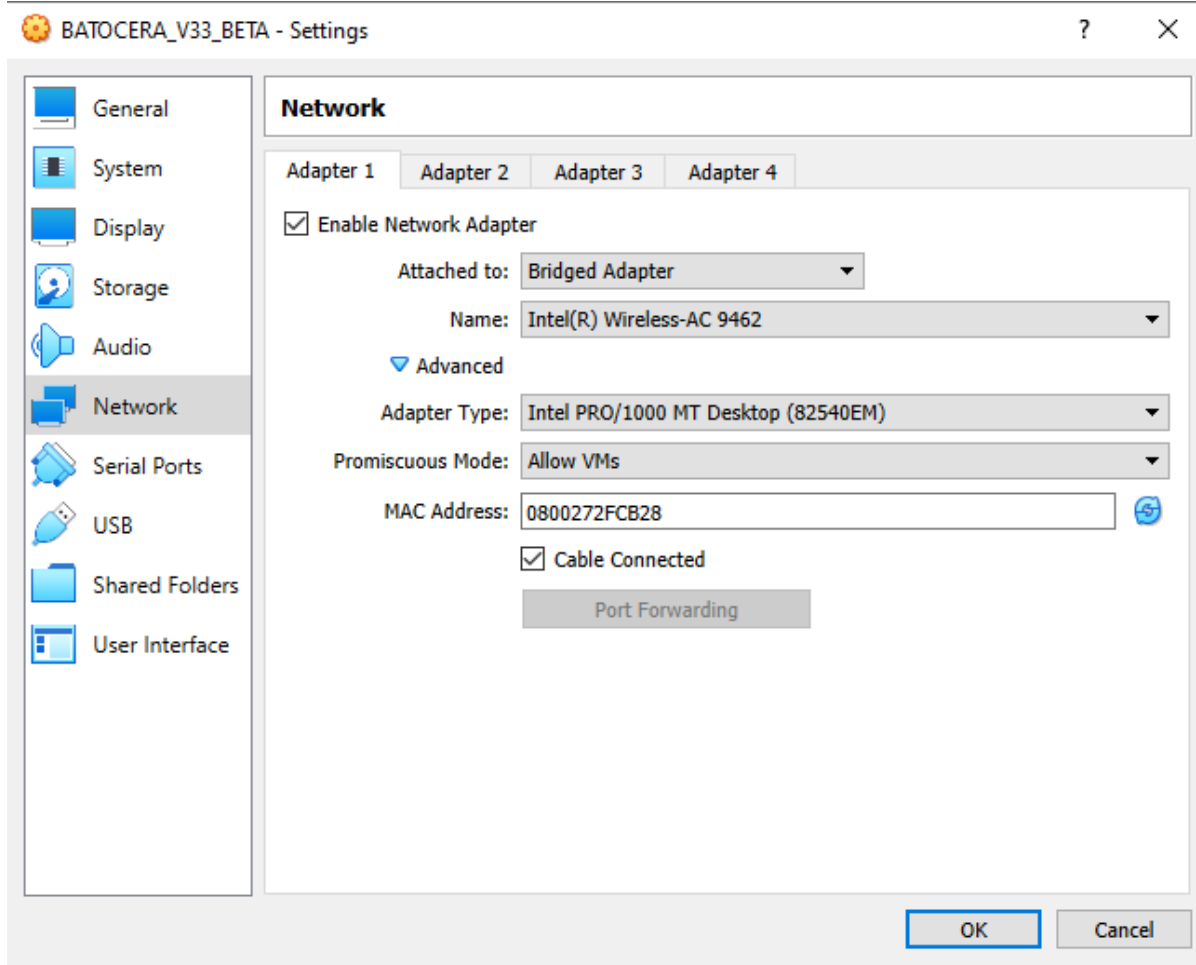 BATOCERA_V33_BETA - Settings ? ×
General
System
Display
Storage
Audio
Network
Serial Ports
USB
Shared Folders
User Interface
Network
Adapter 1 Adapter 2 Adapter 3 Adapter 4
Enable Network Adapter
Attached to: Bridged Adapter
Name: Intel(R) Wireless-AC 9462
Advanced
Adapter Type: Intel PRO/1000 MT Desktop (82540EM)
Promiscuous Mode: Allow VMs
MAC Address: 0800272FCB28
Cable Connected
Port Forwarding
OK Cancel